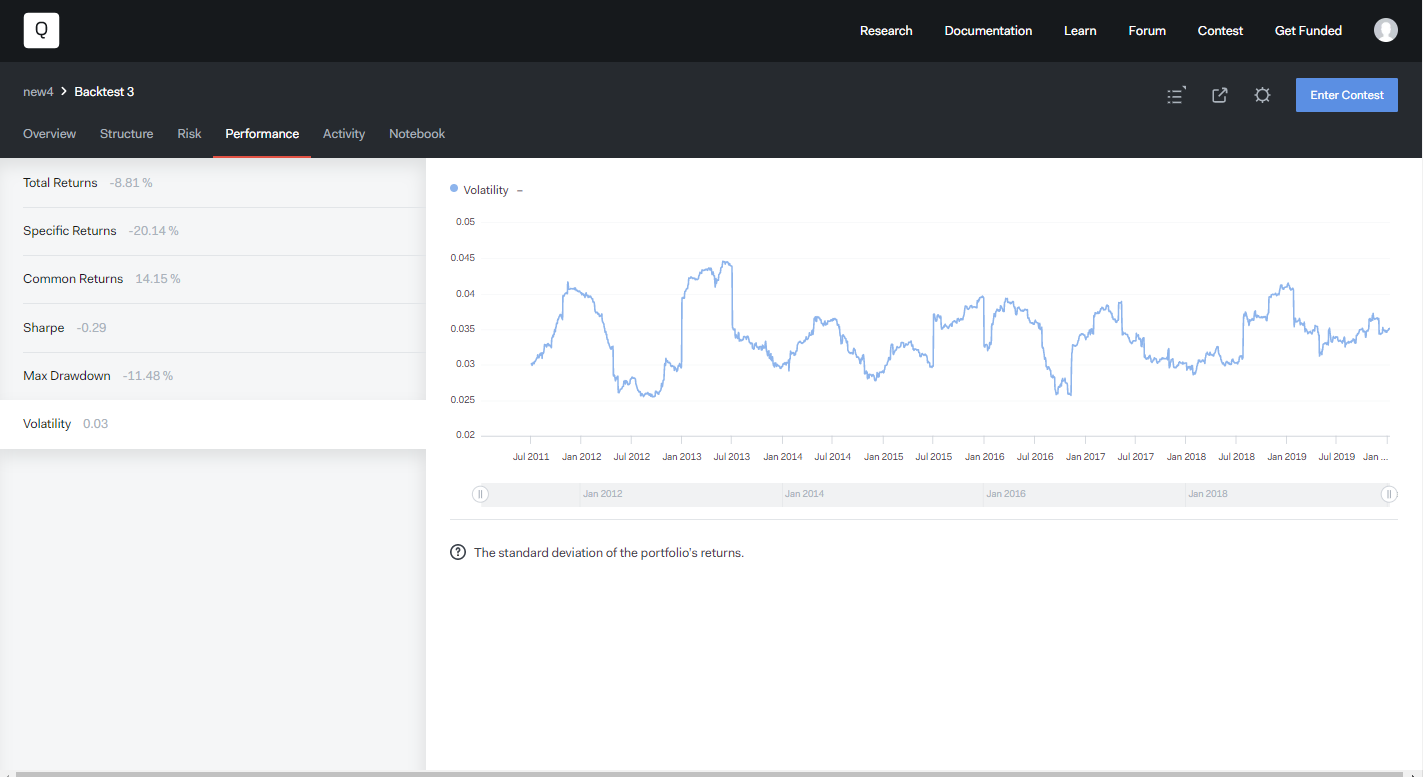 Q
Research Documentation Learn Forum Contest Get Funded
new4 > Backtest 3
Enter Contest
Overview Structure Risk Performance Activity Notebook
Total Returns -8.81 %
Specific Returns -20.14 %
Common Returns 14.15 %
Sharpe -0.29
Max Drawdown -11.48 %
Volatility 0.03
Volatility –
0.05
0.045
0.04
0.035
0.03
0.025
0.02
Jul 2011 Jan 2012 Jul 2012 Jan 2013 Jul 2013 Jan 2014 Jul 2014 Jan 2015 Jul 2015 Jan 2016 Jul 2016 Jan 2017 Jul 2017 Jan 2018 Jul 2018 Jan 2019 Jul 2019 Jan ...
Jan 2012 Jan 2014 Jan 2016 Jan 2018
? The standard deviation of the portfolio's returns.